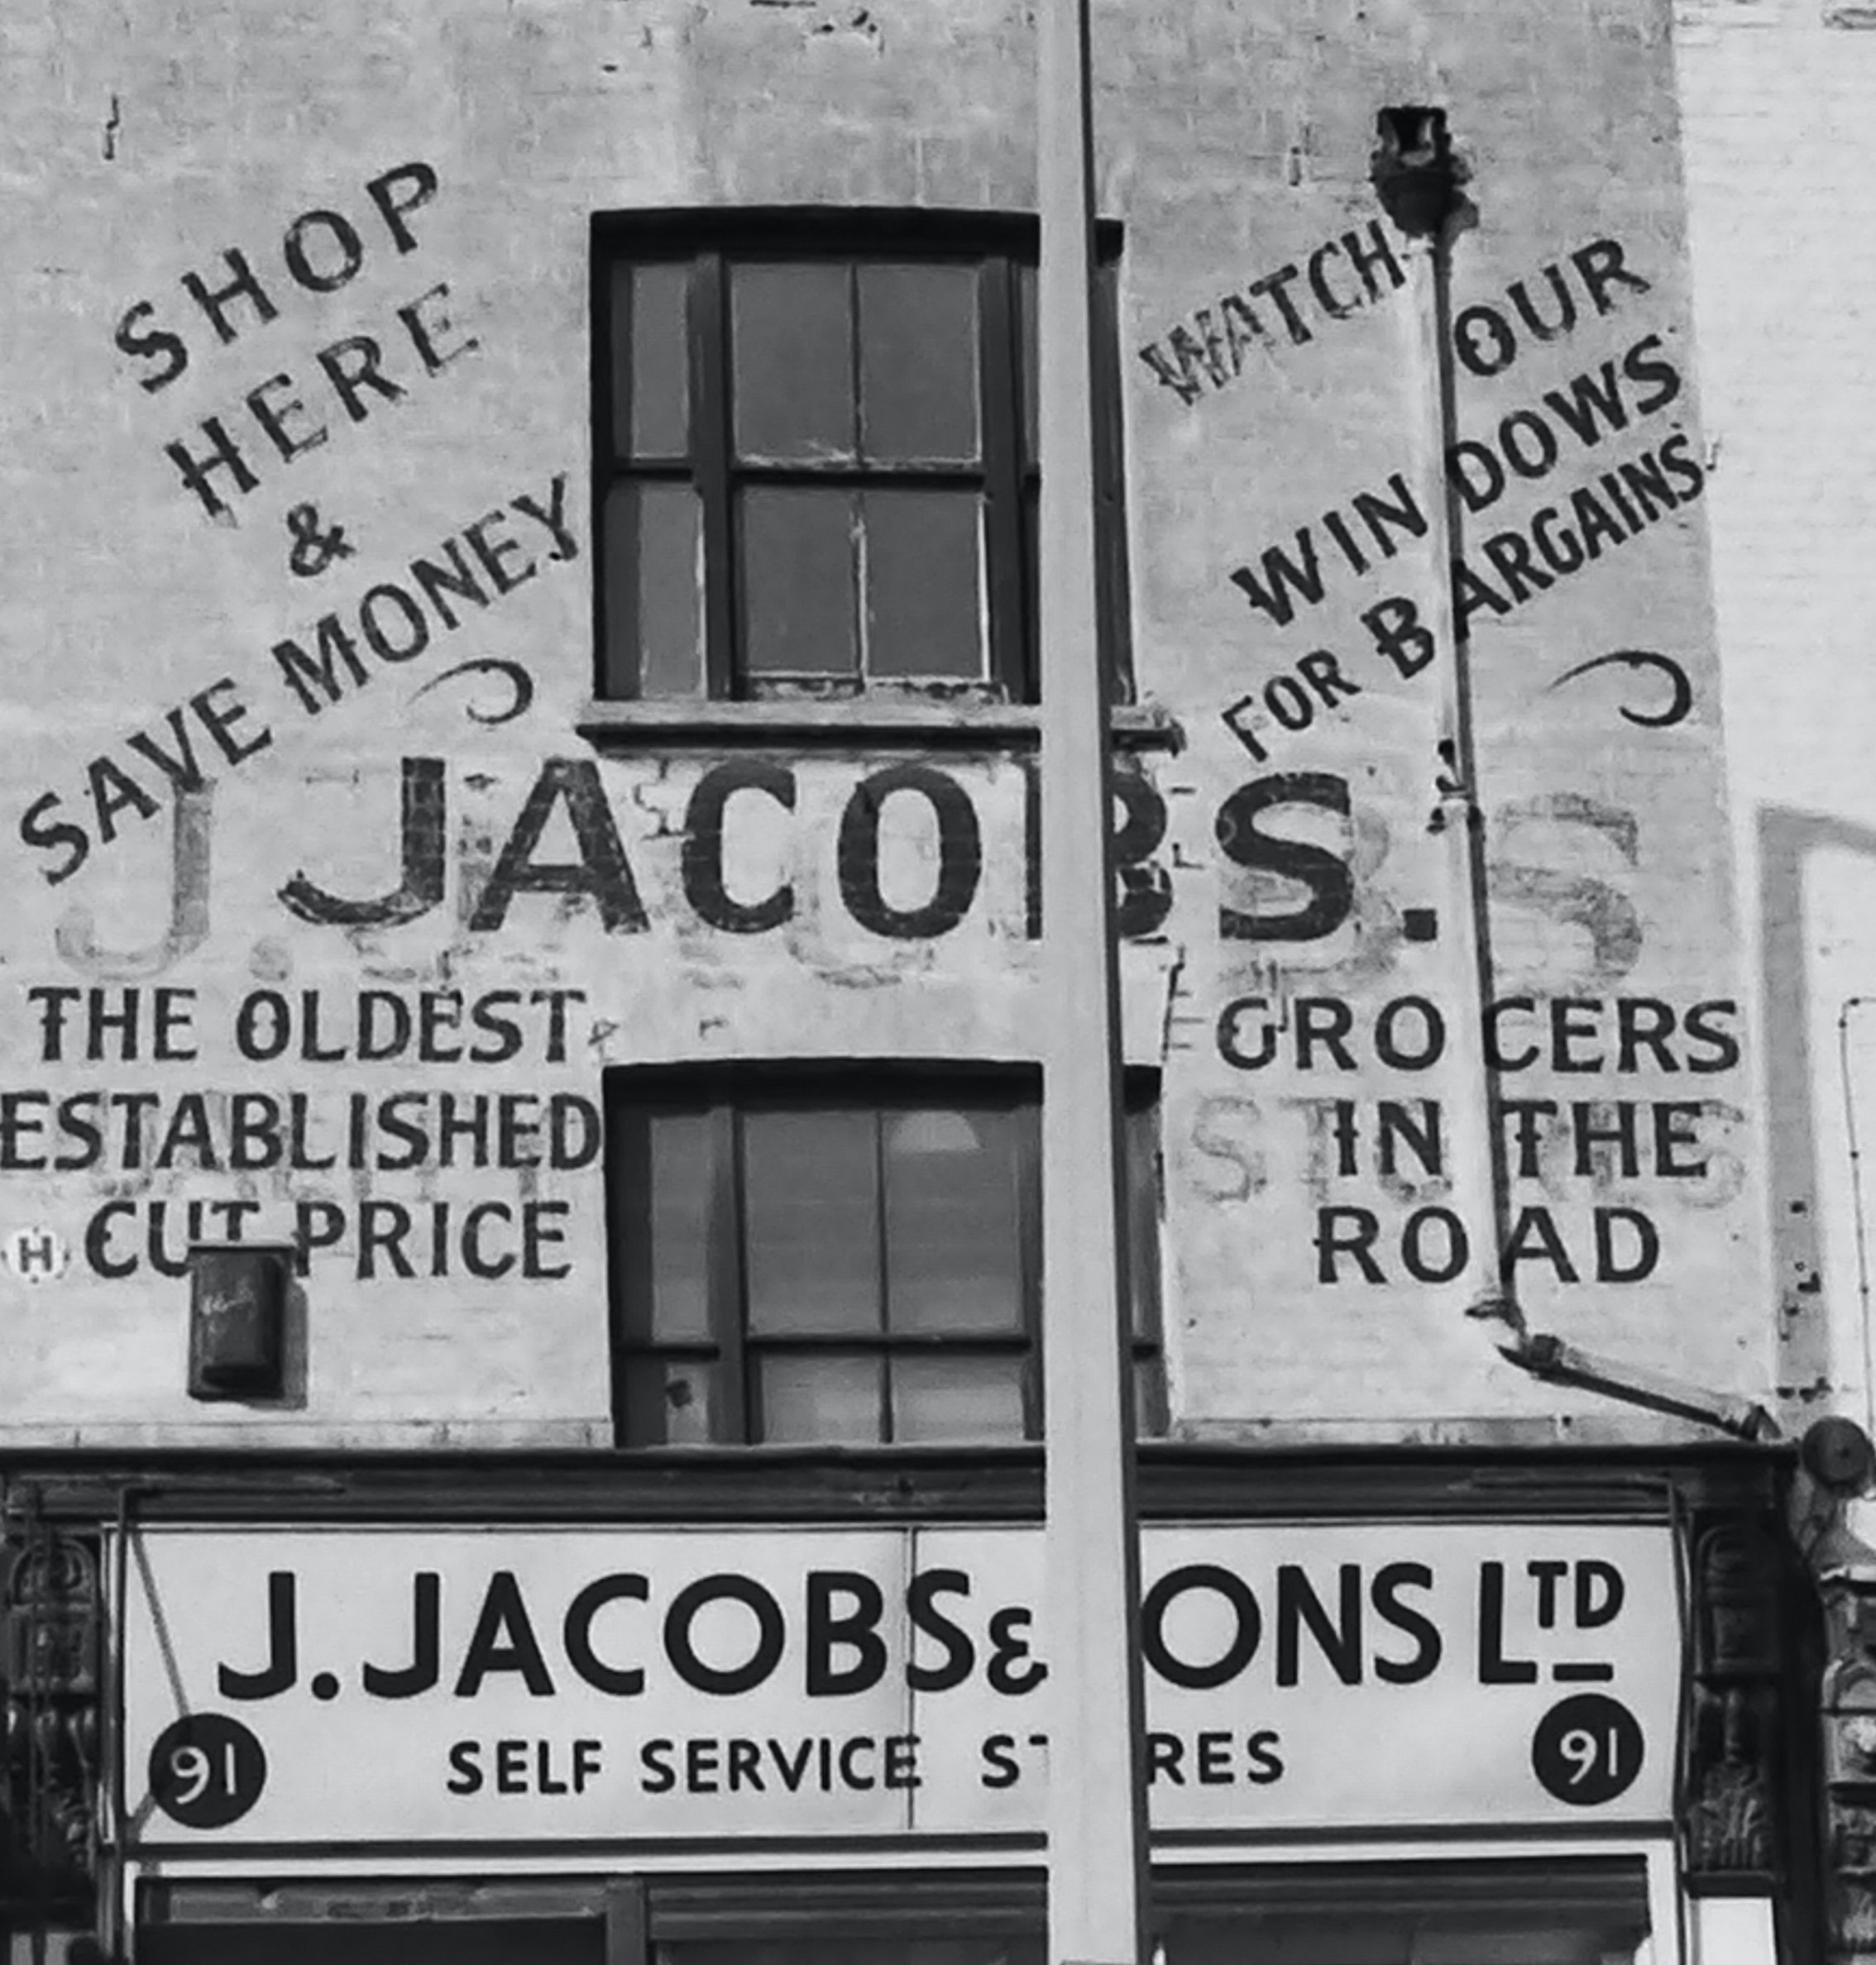 SHOP
HERE
&
SAVE MONEY
WATCH OUR
WINDOWS
FOR BARGAINS
J. JACOBS
JACOBS.
THE OLDEST
ESTABLISHED
CUT PRICE
GROCERS
IN THE
ROAD
H
J. JACOBS & SONS LTD
91 SELF SERVICE STORES 91